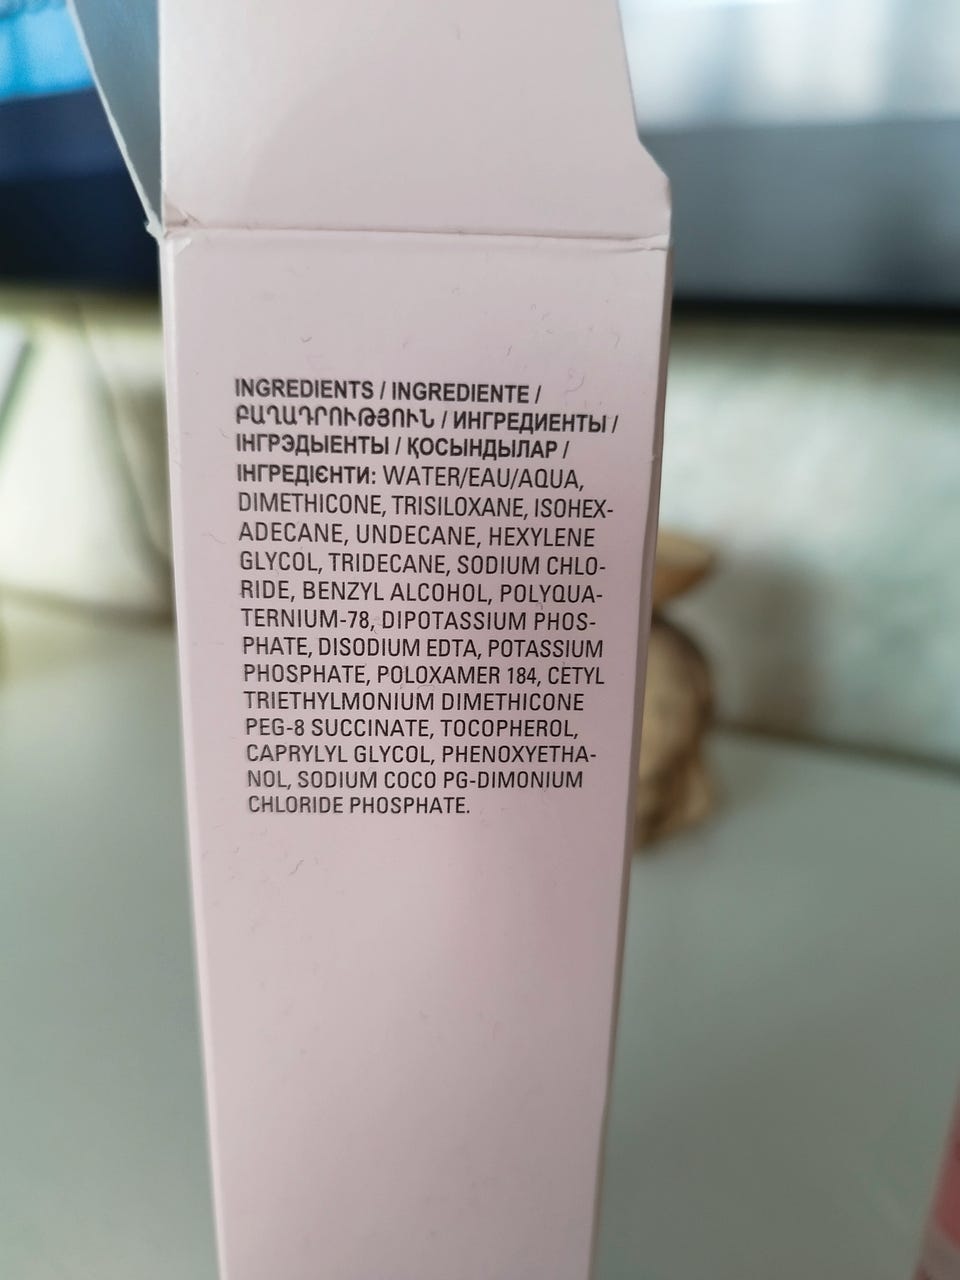 INGREDIENTS / INGREDIENTE /
ԲԱՂԱԴՐՈՒԹՅՈՒՆ / ИНГРЕДИЕНТЫ /
ІНГРЭДЫЕНТЫ / ҚОСЫНДЫЛАР /
ІНГРЕДІЄНТИ: WATER/EAU/AQUA,
DIMETHICONE, TRISILOXANE, ISOHEX-
ADECANE, UNDECANE, HEXYLENE
GLYCOL, TRIDECANE, SODIUM CHLO-
RIDE, BENZYL ALCOHOL, POLYQUA-
TERNIUM-78, DIPOTASSIUM PHOS-
PHATE, DISODIUM EDTA, POTASSIUM
PHOSPHATE, POLOXAMER 184, CETYL
TRIETHYLMONIUM DIMETHICONE
PEG-8 SUCCINATE, TOCOPHEROL,
CAPRYLYL GLYCOL, PHENOXYETHA-
NOL, SODIUM COCO PG-DIMONIUM
CHLORIDE PHOSPHATE.